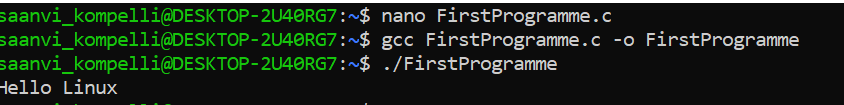 saanvi_kompelli@DESKTOP-2U40RG7:~$ nano FirstProgramme.c
saanvi_kompelli@DESKTOP-2U40RG7:~$ gcc FirstProgramme.c -o FirstProgramme
saanvi_kompelli@DESKTOP-2U40RG7:~$ ./FirstProgramme
Hello Linux